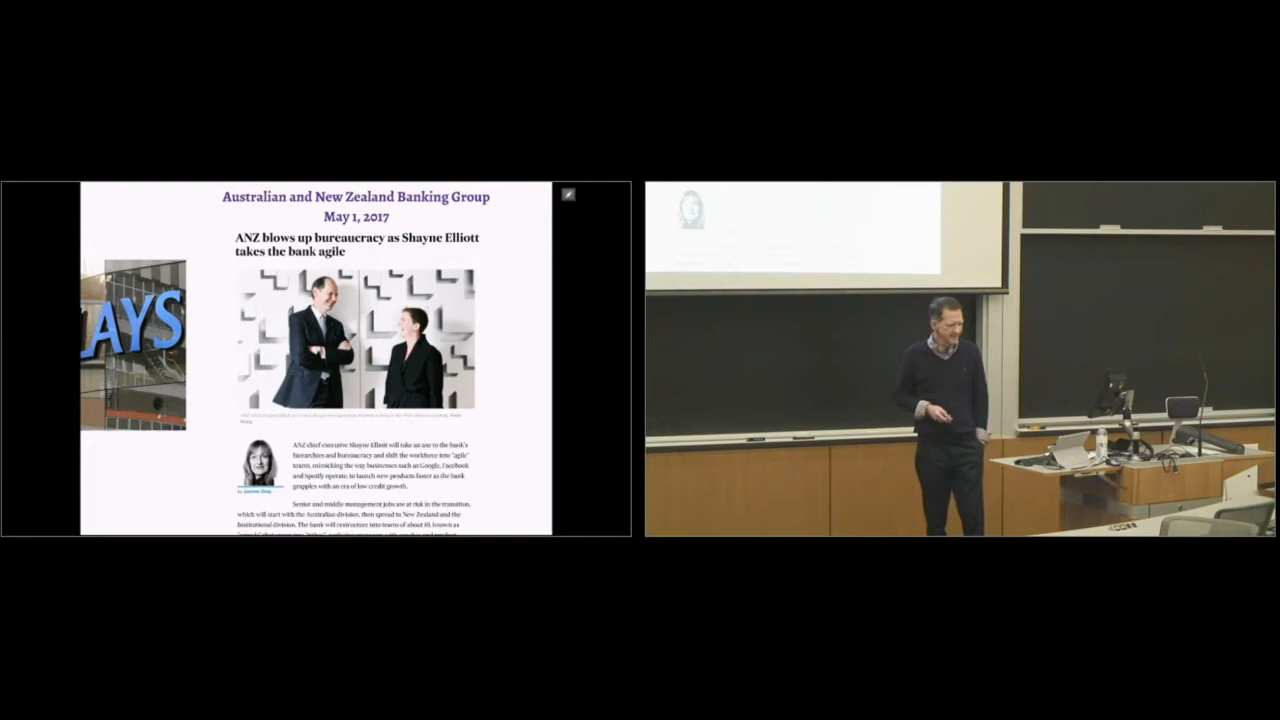 Australian and New Zealand Banking Group
May 1, 2017
ANZ blows up bureaucracy as Shayne Elliott
takes the bank agile
LAYS
ANZ chief executive Shayne Elliott will take an axe to the bank's
hierarchies and bureaucracy and shift the workforce into "agile"
teams, mimicking the way businesses such as Google, Facebook
and Spotify operate, to launch new products faster as the bank
grapples with an era of low credit growth.
by
Senior and middle management jobs are at risk in the transition,
which will start with the Australian division, then spread to New Zealand and the
Institutional division. The bank will restructure into teams of about 10, known as